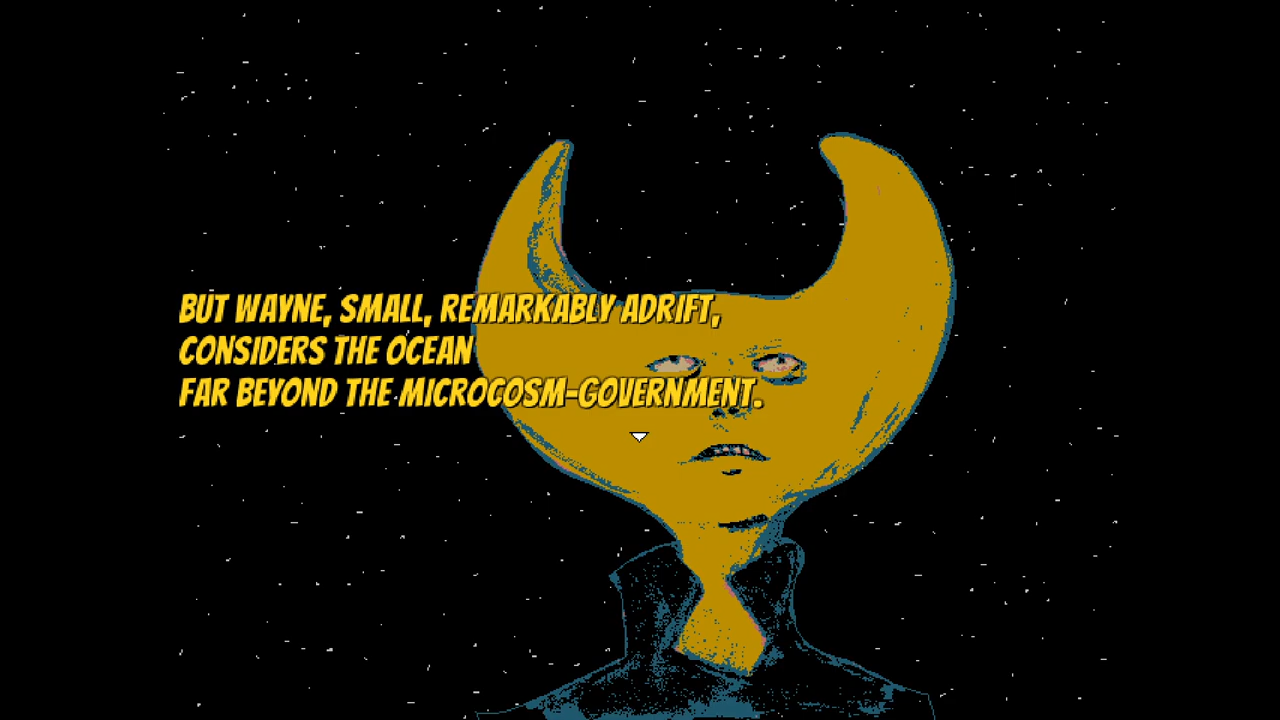 BUT WAYNE, SMALL, REMARKABLY ADRIFT,
CONSIDERS THE OCEAN
FAR BEYOND THE MICROCOSM-GOVERNMENT.